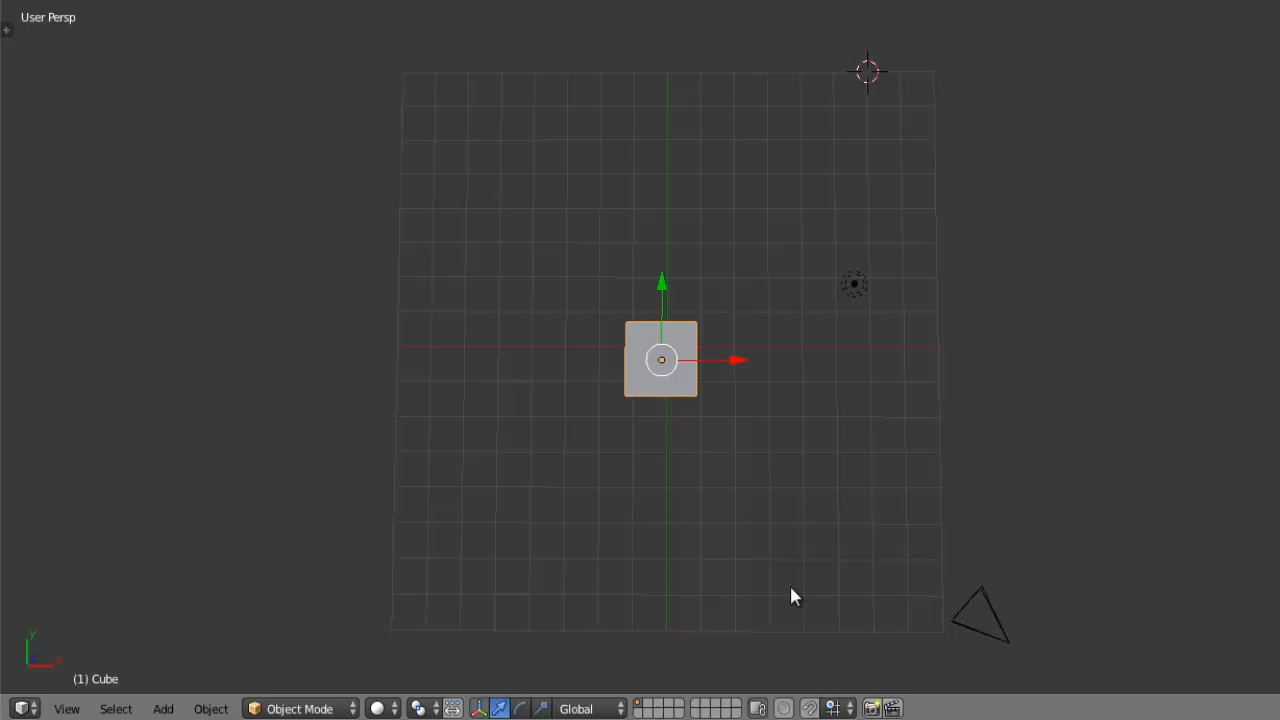 User Persp
y
x
(1) Cube
View Select Add Object Object Mode Global